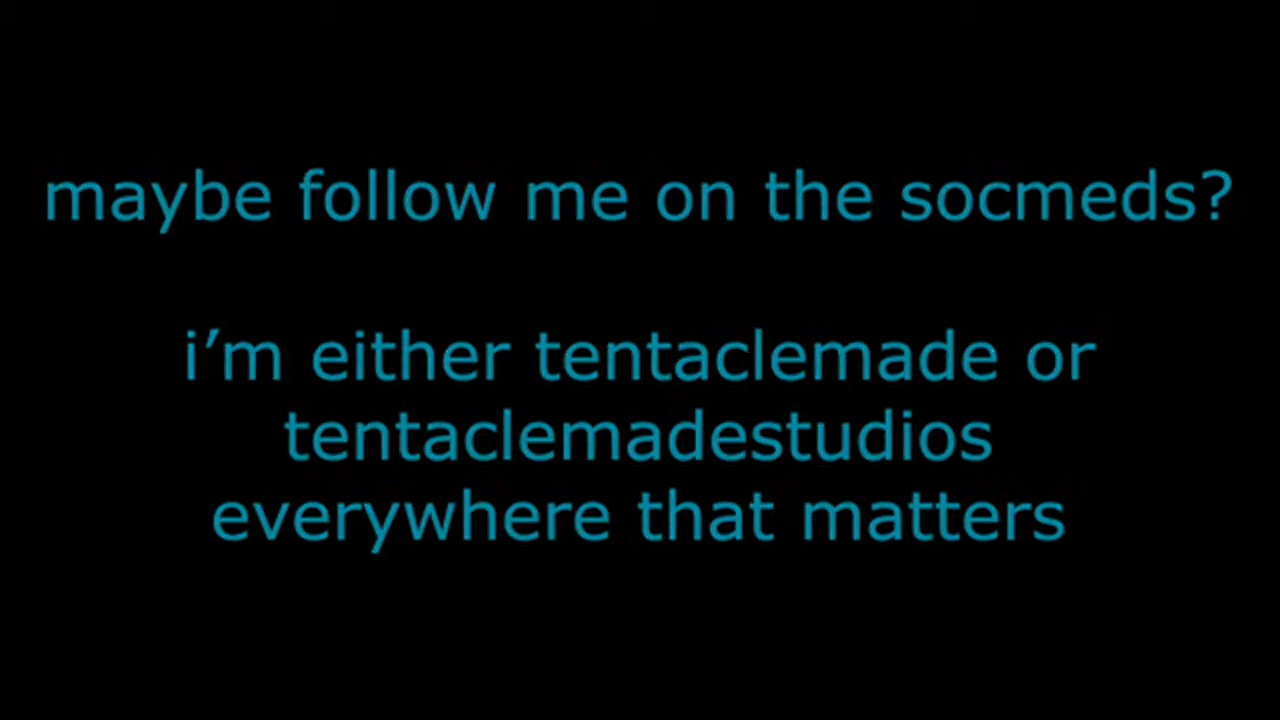 maybe follow me on the socmeds?
i’m either tentaclemade or
tentaclemadestudios
everywhere that matters